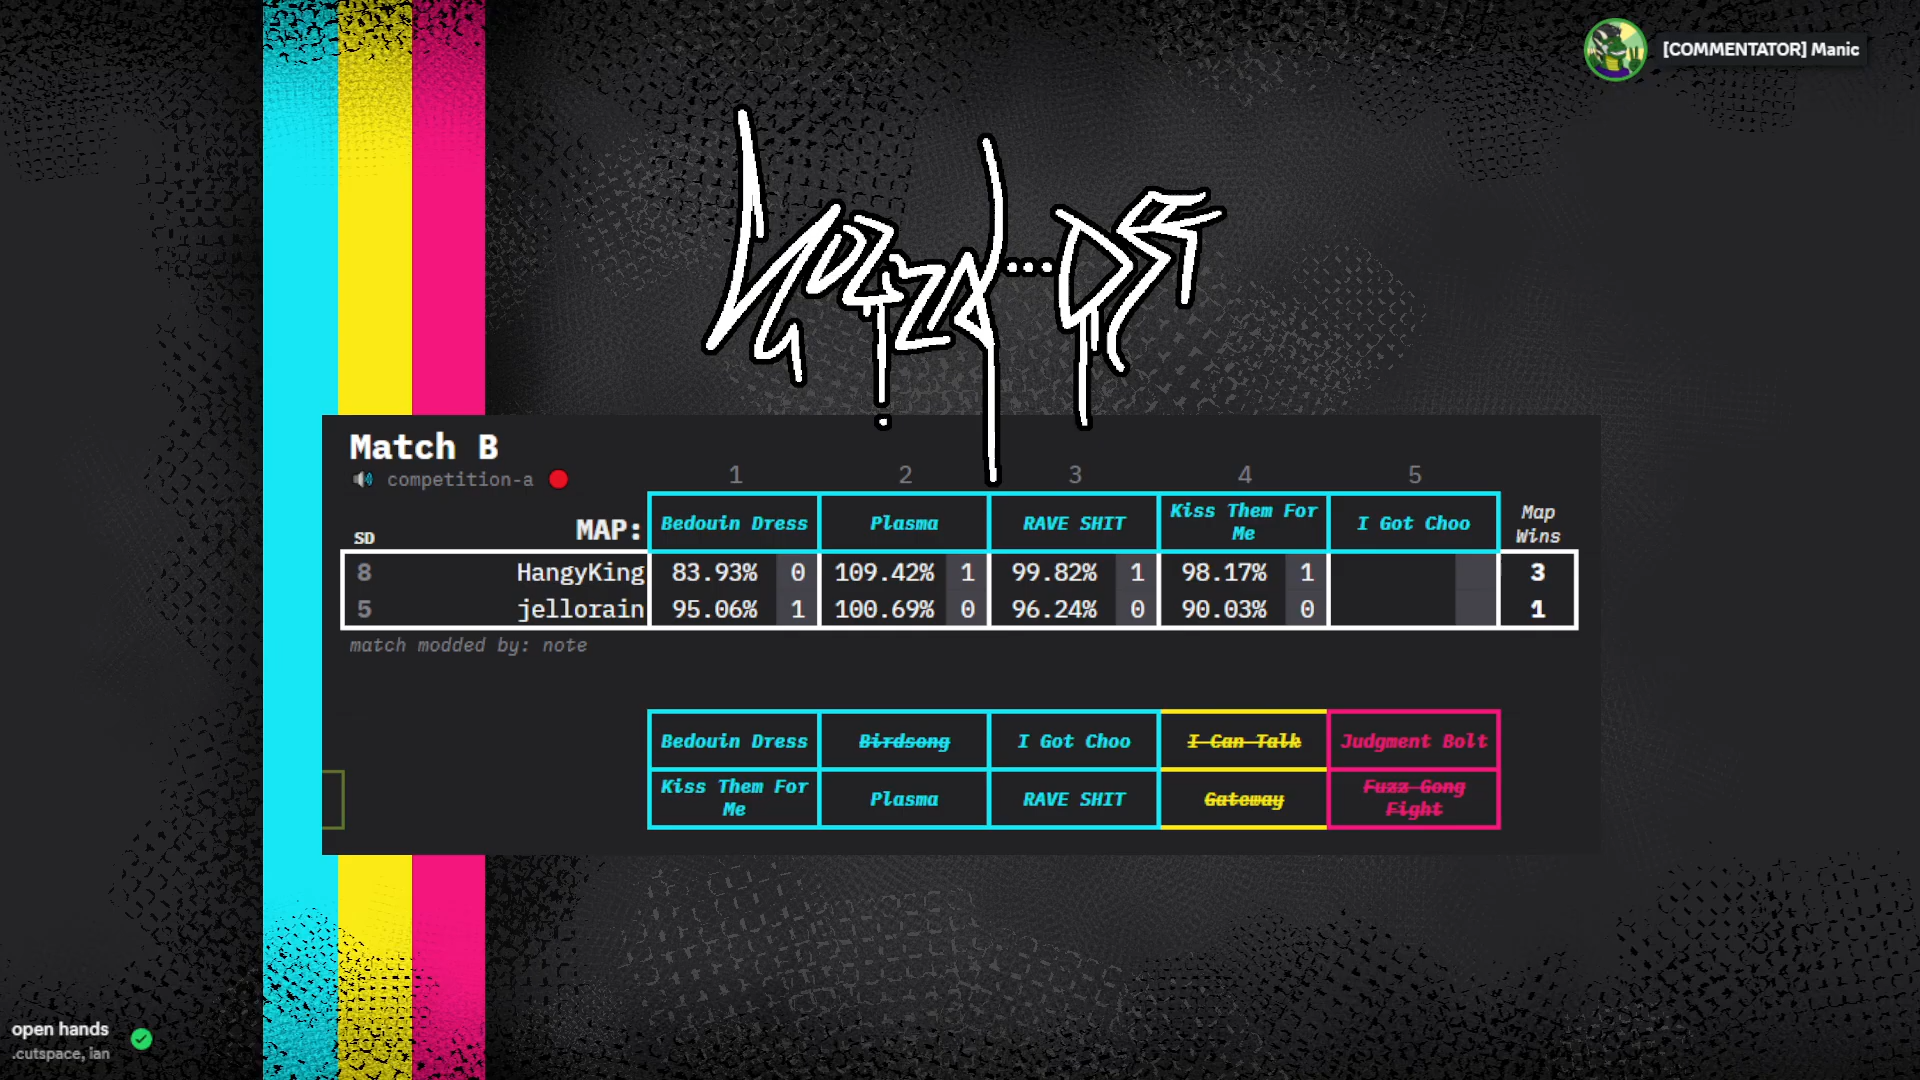 [COMMENTATOR] Manic
Match B
competition-a
1 2 3 4 5
SD MAP: Bedouin Dress Plasma RAVE SHIT Kiss Them For Me I Got Choo Map Wins
8 HangyKing 83.93% 0 109.42% 1 99.82% 1 98.17% 1 3
5 jellorain 95.06% 1 100.69% 0 96.24% 0 90.03% 0 1
match modded by: note
Bedouin Dress Birdsong I Got Choo I Can Talk Judgment Bolt
Kiss Them For Me Plasma RAVE SHIT Gateway Fuzz Gong Fight
open hands
.cutspace, ian